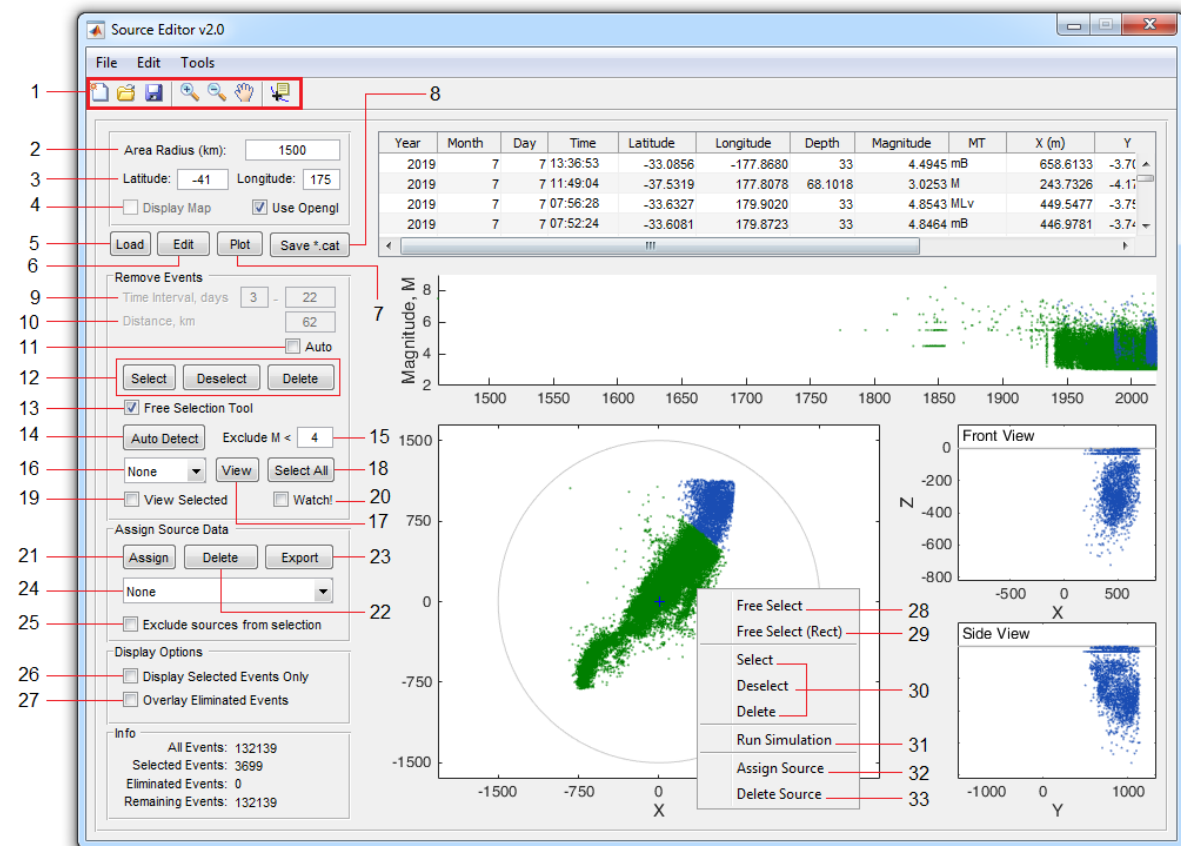 Source Editor v2.0
File Edit Tools
1
8
2 Area Radius (km): 1500
3 Latitude: -41 Longitude: 175
4 Display Map Use Opengl
5 Load Edit Plot Save *.cat
6
7
Year Month Day Time Latitude Longitude Depth Magnitude MT X (m) Y
2019 7 7 13:36:53 -33.0856 -177.8680 33 4.4945 mB 658.6133 -3.70
2019 7 7 11:49:04 -37.5319 177.8078 68.1018 3.0253 M 243.7326 -4.17
2019 7 7 07:56:28 -33.6327 179.9020 33 4.8543 MLv 449.5477 -3.75
2019 7 7 07:52:24 -33.6081 179.8723 33 4.8464 mB 446.9781 -3.74
Remove Events
9 Time Interval, days 3 - 22
10 Distance, km 62
11 Auto
12 Select Deselect Delete
13 Free Selection Tool
14 Auto Detect Exclude M < 4 15
16 None View Select All 18
19 View Selected Watch! 20
17
Assign Source Data
21 Assign Delete Export 23
24 None
22
25 Exclude sources from selection
Display Options
26 Display Selected Events Only
27 Overlay Eliminated Events
Info
All Events: 132139
Selected Events: 3699
Eliminated Events: 0
Remaining Events: 132139
Magnitude, M
8
6
4
2
1500 1550 1600 1650 1700 1750 1800 1850 1900 1950 2000
1500
750
0
-750
-1500
-1500 -750 0
X
Free Select 28
Free Select (Rect) 29
Select
Deselect 30
Delete
Run Simulation 31
Assign Source 32
Delete Source 33
Front View
Z
0
-200
-400
-600
-800
-500 0 500
X
Side View
-1000 0 1000
Y